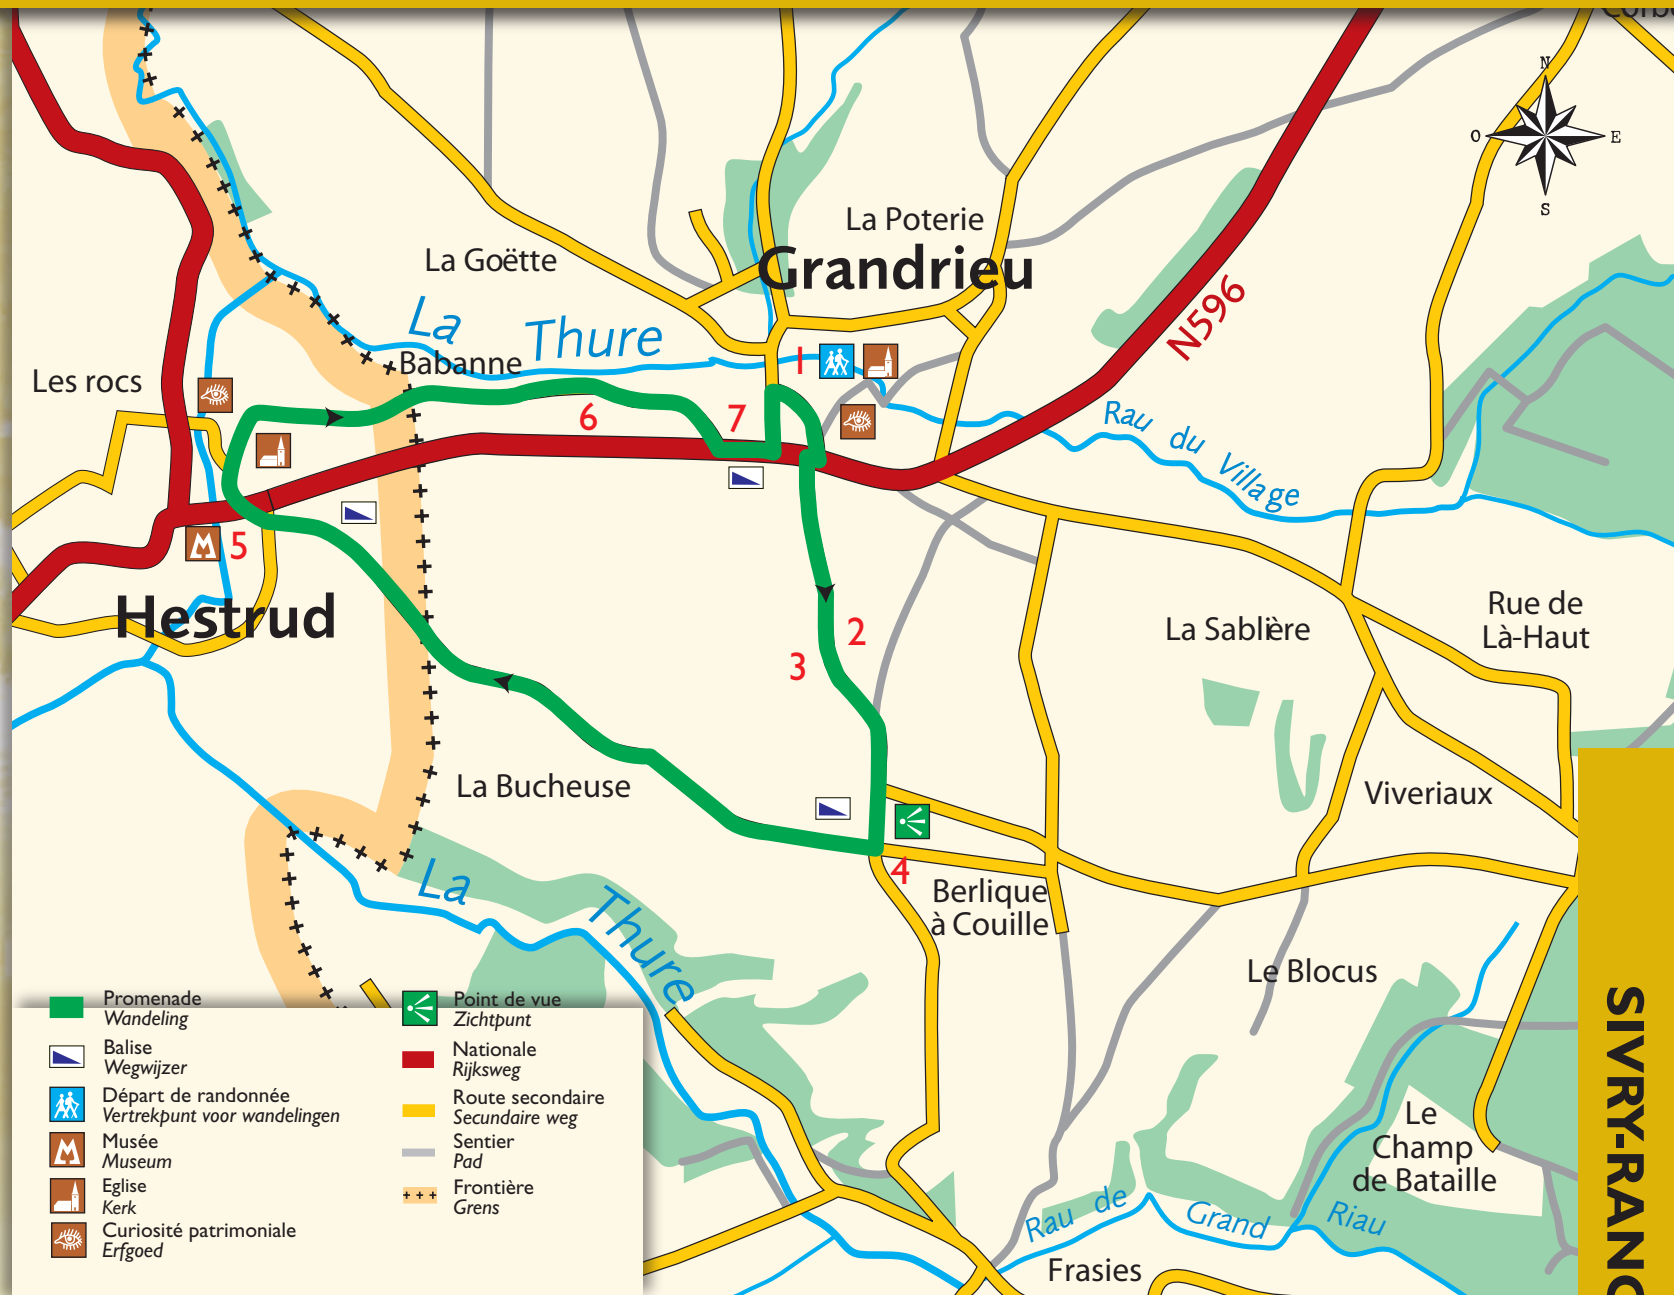 N
O
E
S
La Poterie
Grandrieu
La Goëtte
La Thure
Babanne
Les rocs
N596
1
6
7
Rau du Village
5
Hestrud
2
3
La Sablière
Rue de
Là-Haut
La Bucheuse
Viveriaux
4
Berlique
à Couille
La Thure
Le Blocus
SIVRY-RANC
Le
Champ
de Bataille
Rau de Grand Riau
Frasies
Promenade
Wandeling
Balise
Wegwijzer
Départ de randonnée
Vertrekpunt voor wandelingen
Musée
Museum
Eglise
Kerk
Curiosité patrimoniale
Erfgoed
Point de vue
Zichtpunt
Nationale
Rijksweg
Route secondaire
Secundaire weg
Sentier
Pad
Frontière
Grens